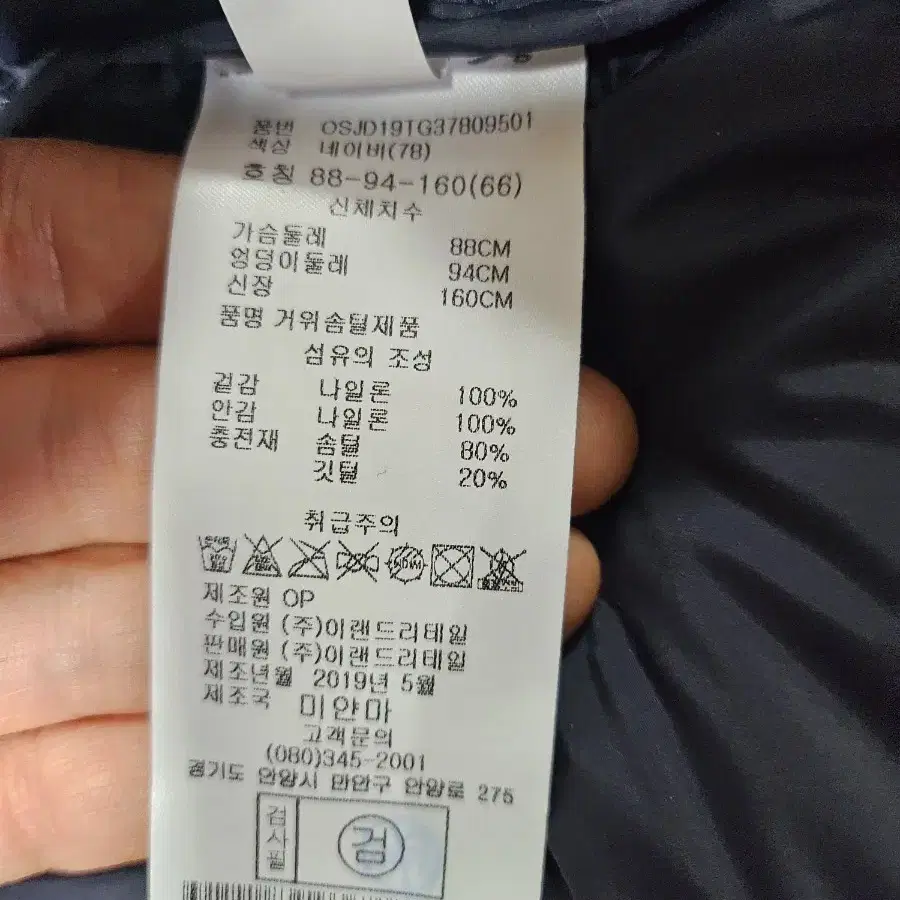 품번 OSJD19TG37809501
색상 네이비(78)
호칭 88-94-160(66)
신체치수
가슴둘레 88CM
엉덩이둘레 94CM
신장 160CM
품명 거위솜털제품
섬유의 조성
겉감 나일론 100%
안감 나일론 100%
충전재 솜털 80%
깃털 20%
취급주의
제조원 OP
수입원 (주)이랜드리테일
판매원 (주)이랜드리테일
제조년월 2019년 5월
제조국 미얀마
고객문의
(080)345-2001
경기도 안양시 만안구 안양로 275
검사필
검